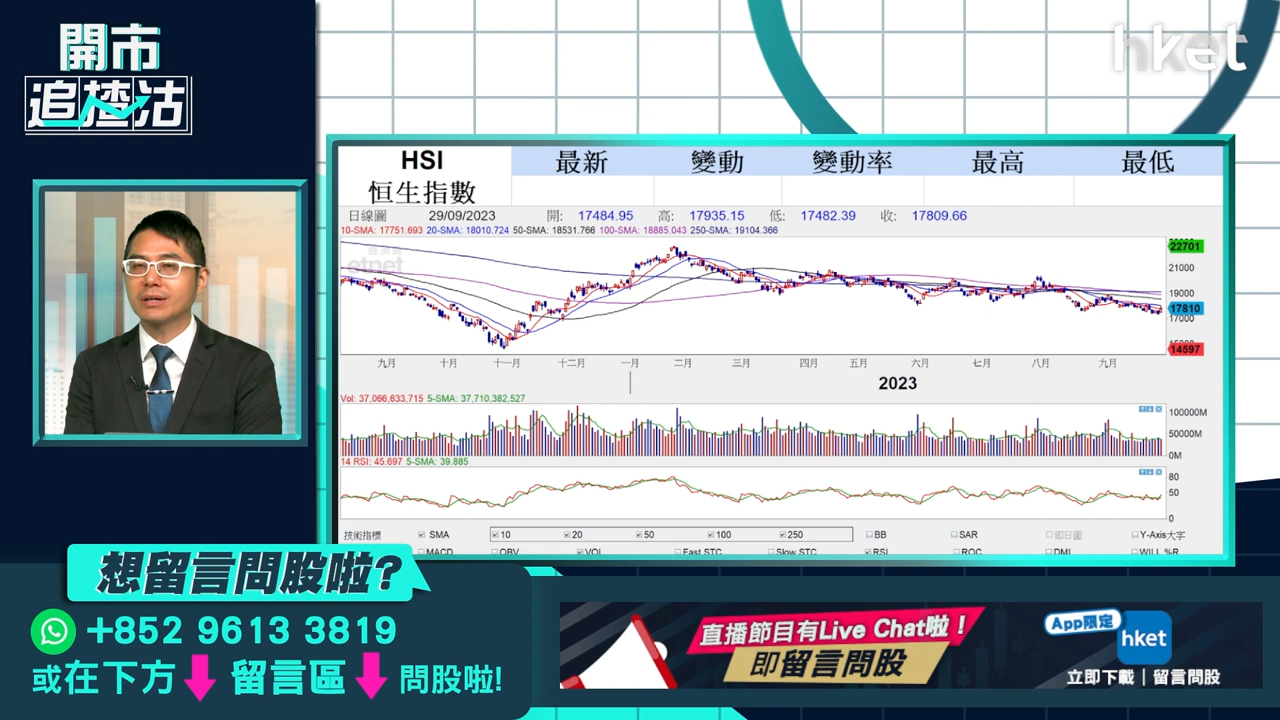 開市
追揸沽
hket
HSI 最新 變動 變動率 最高 最低
恒生指數
日線圖 29/09/2023 開: 17484.95 高: 17935.15 低: 17482.39 收: 17809.66
10-SMA: 17751.693 20-SMA: 18010.724 50-SMA: 18531.766 100-SMA: 18885.043 250-SMA: 19104.366
etnet
22701
21000
19000
17810
17000
14597
九月 十月 十一月 十二月 一月 二月 三月 四月 五月 六月 七月 八月 九月
2023
Vol: 37,066,633,715 5-SMA: 37,710,382,527
100000M
50000M
0M
14 RSI: 45.697 5-SMA: 39.885
80
50
0
技術指標 SMA 10 20 50 100 250 BB SAR 即日圖 Y-Axis大字
MACD OBV VOL Fast STC Slow STC RSI ROC DMI WILL %R
想留言問股啦?
+852 9613 3819
或在下方 留言區 問股啦!
直播節目有Live Chat啦！
即留言問股
App限定
hket
立即下載｜留言問股